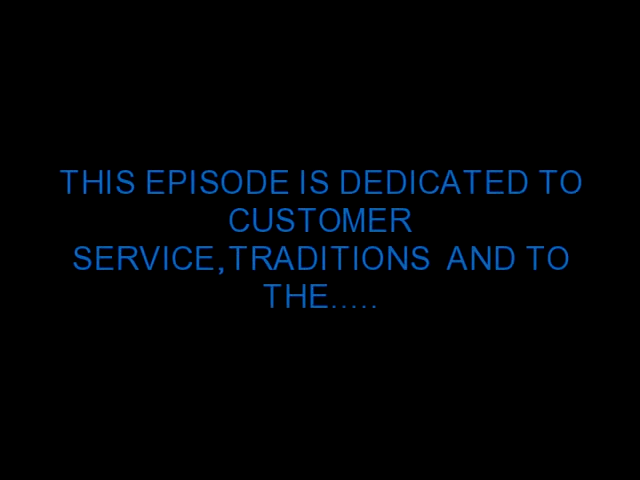 THIS EPISODE IS DEDICATED TO
CUSTOMER
SERVICE,TRADITIONS  AND TO
THE.....